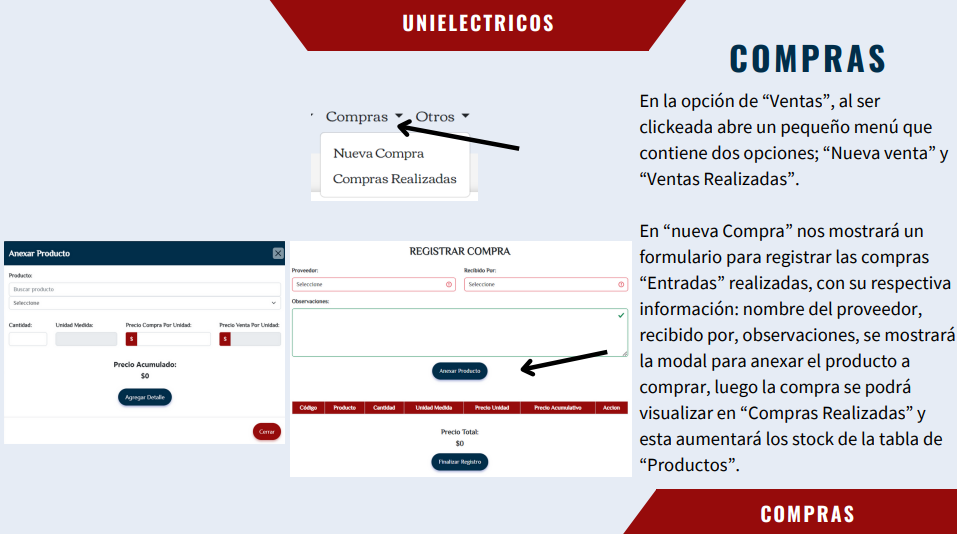 UNIELECTRICOS
COMPRAS
En la opción de “Ventas”, al ser
clickeada abre un pequeño menú que
contiene dos opciones; “Nueva venta” y
“Ventas Realizadas”.
En “nueva Compra” nos mostrará un
formulario para registrar las compras
“Entradas” realizadas, con su respectiva
información: nombre del proveedor,
recibido por, observaciones, se mostrará
la modal para anexar el producto a
comprar, luego la compra se podrá
visualizar en “Compras Realizadas” y
esta aumentará los stock de la tabla de
“Productos”.
Compras Otros
Nueva Compra
Compras Realizadas
Anexar Producto
Producto:
Buscar producto
Seleccione
Cantidad: Unidad Medida: Precio Compra Por Unidad: Precio Venta Por Unidad:
$ $
Precio Acumulado:
$0
Agregar Detalle
Cerrar
REGISTRAR COMPRA
Proveedor: Recibido Por:
Seleccione Seleccione
Observaciones:
Anexar Producto
Código Producto Cantidad Unidad Medida Precio Unidad Precio Acumulativo Accion
Precio Total:
$0
Finalizar Registro
COMPRAS